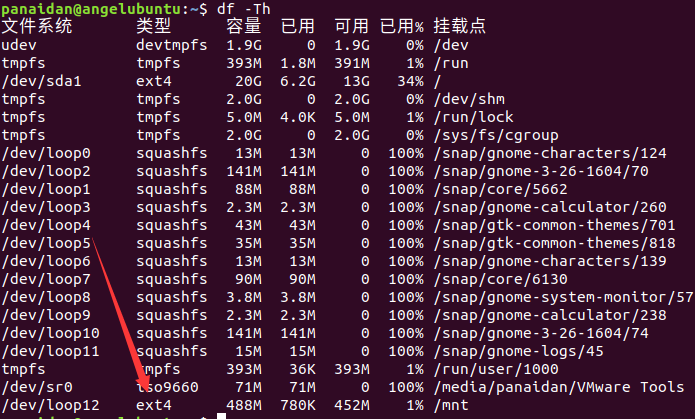 panaidan@angelubuntu:~$ df -Th
文件系统 类型 容量 已用 可用 已用% 挂载点
udev devtmpfs 1.9G 0 1.9G 0% /dev
tmpfs tmpfs 393M 1.8M 391M 1% /run
/dev/sda1 ext4 20G 6.2G 13G 34% /
tmpfs tmpfs 2.0G 0 2.0G 0% /dev/shm
tmpfs tmpfs 5.0M 4.0K 5.0M 1% /run/lock
tmpfs tmpfs 2.0G 0 2.0G 0% /sys/fs/cgroup
/dev/loop0 squashfs 13M 13M 0 100% /snap/gnome-characters/124
/dev/loop2 squashfs 141M 141M 0 100% /snap/gnome-3-26-1604/70
/dev/loop1 squashfs 88M 88M 0 100% /snap/core/5662
/dev/loop3 squashfs 2.3M 2.3M 0 100% /snap/gnome-calculator/260
/dev/loop4 squashfs 43M 43M 0 100% /snap/gtk-common-themes/701
/dev/loop5 squashfs 35M 35M 0 100% /snap/gtk-common-themes/818
/dev/loop6 squashfs 13M 13M 0 100% /snap/gnome-characters/139
/dev/loop7 squashfs 90M 90M 0 100% /snap/core/6130
/dev/loop8 squashfs 3.8M 3.8M 0 100% /snap/gnome-system-monitor/57
/dev/loop9 squashfs 2.3M 2.3M 0 100% /snap/gnome-calculator/238
/dev/loop10 squashfs 141M 141M 0 100% /snap/gnome-3-26-1604/74
/dev/loop11 squashfs 15M 15M 0 100% /snap/gnome-logs/45
tmpfs tmpfs 393M 36K 393M 1% /run/user/1000
/dev/sr0 iso9660 71M 71M 0 100% /media/panaidan/VMware Tools
/dev/loop12 ext4 488M 780K 452M 1% /mnt